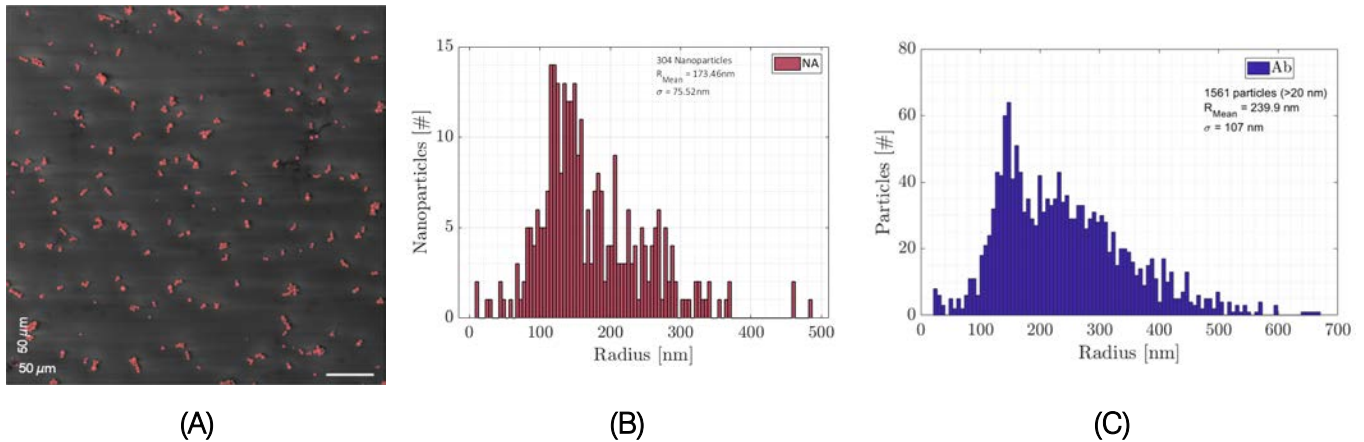 50 μm
50 μm
(A)
15
10
5
0
Nanoparticles [#]
304 Nanoparticles
R_Mean = 173.46nm
σ = 75.52nm
NA
0 100 200 300 400 500
Radius [nm]
(B)
80
60
40
20
0
Particles [#]
Ab
1561 particles (>20 nm)
R_Mean = 239.9 nm
σ = 107 nm
0 100 200 300 400 500 600 700
Radius [nm]
(C)